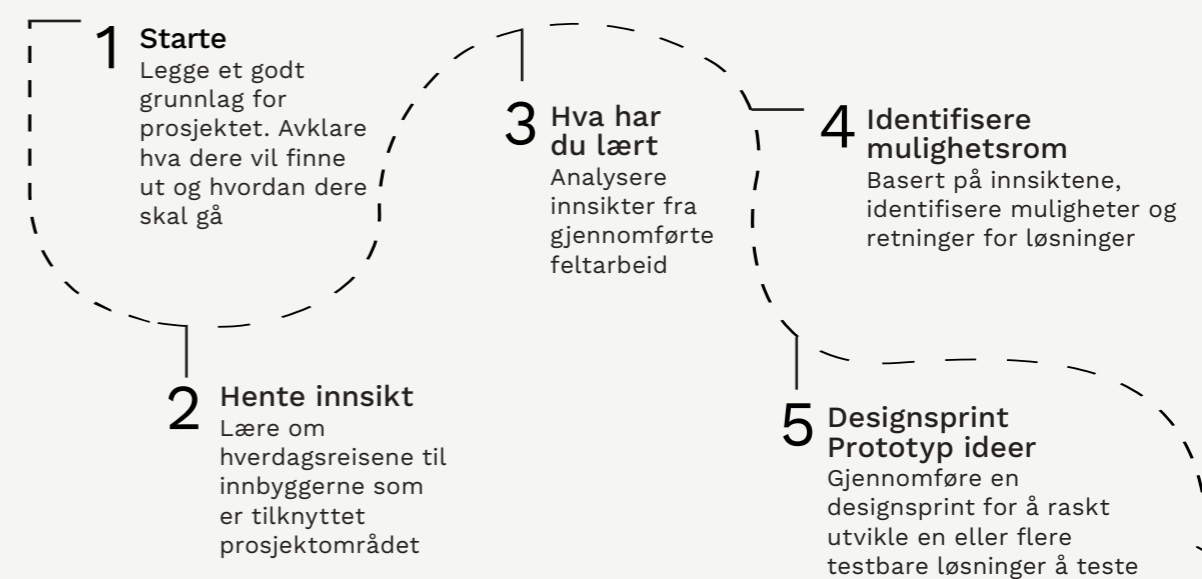 1 Starte
Legge et godt
grunnlag for
prosjektet. Avklare
hva dere vil finne
ut og hvordan dere
skal gå
2 Hente innsikt
Lære om
hverdagsreisene til
innbyggerne som
er tilknyttet
prosjektområdet
3 Hva har
du lært
Analysere
innsikter fra
gjennomførte
feltarbeid
4 Identifisere
mulighetsrom
Basert på innsiktene,
identifisere muligheter og
retninger for løsninger
5 Designsprint
Prototyp ideer
Gjennomføre en
designsprint for å raskt
utvikle en eller flere
testbare løsninger å teste